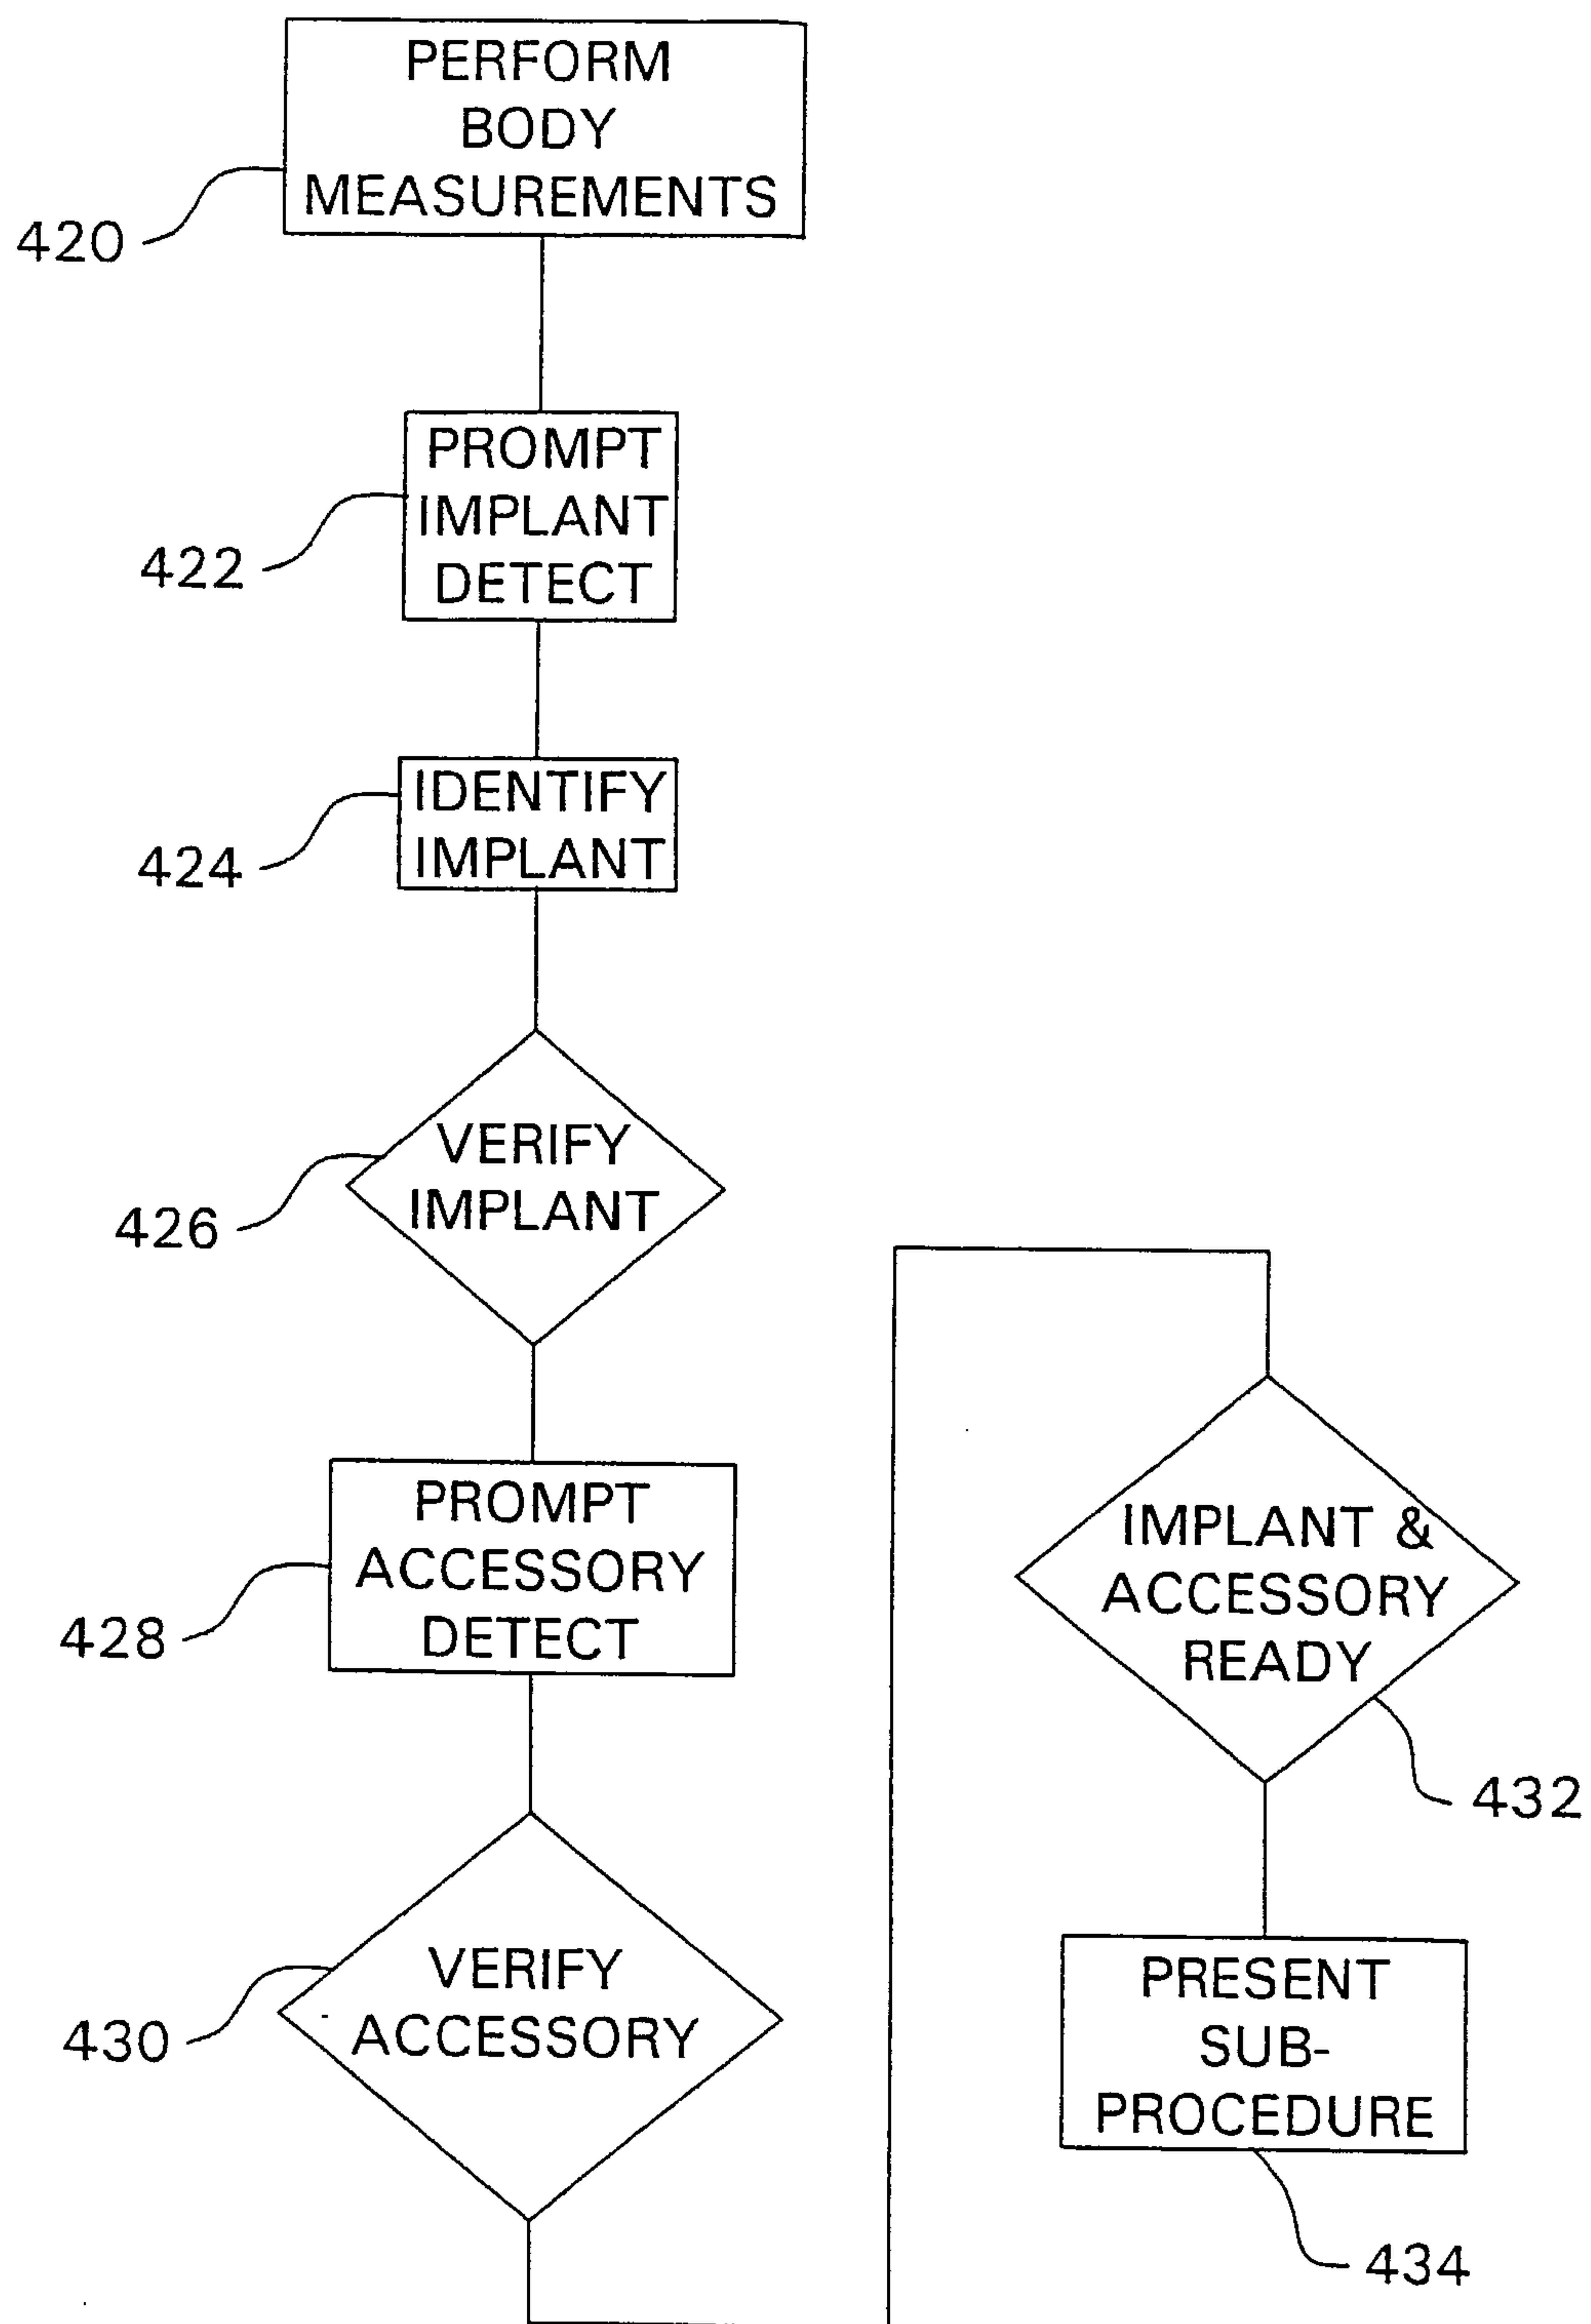 PERFORM
BODY
MEASUREMENTS
420
PROMPT
IMPLANT
DETECT
422
IDENTIFY
IMPLANT
424
VERIFY
IMPLANT
426
PROMPT
ACCESSORY
DETECT
428
VERIFY
ACCESSORY
430
IMPLANT &
ACCESSORY
READY
432
PRESENT
SUB-
PROCEDURE
434